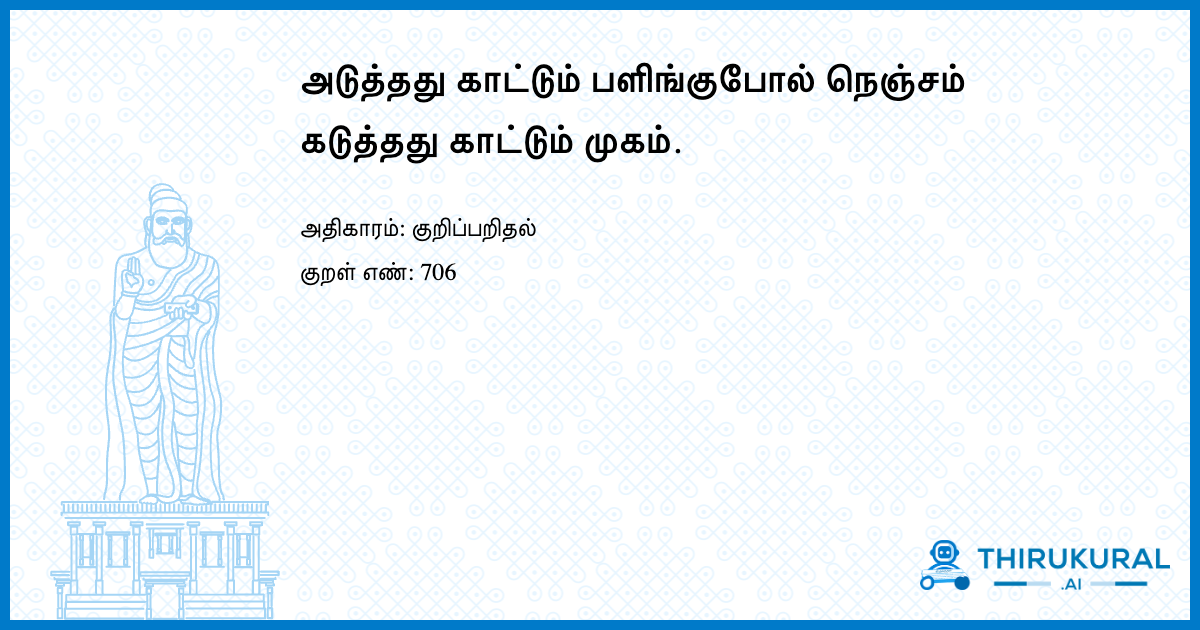 அடுத்தது காட்டும் பளிங்குபோல் நெஞ்சம்
கடுத்தது காட்டும் முகம்.
அதிகாரம்: குறிப்பறிதல்
குறள் எண்: 706
THIRUKURAL
.AI